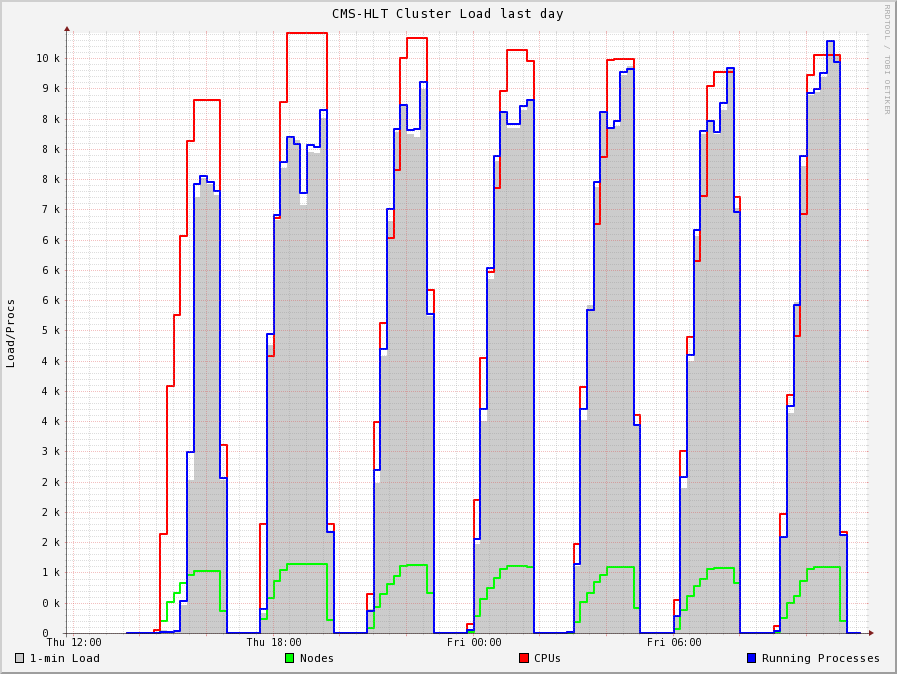 CMS-HLT Cluster Load last day
RRDTOOL / TOBI OETIKER
Load/Procs
10 k
9 k
8 k
8 k
8 k
7 k
6 k
6 k
6 k
5 k
4 k
4 k
4 k
3 k
2 k
2 k
2 k
1 k
0 k
0
Thu 12:00 Thu 18:00 Fri 00:00 Fri 06:00
1-min Load Nodes CPUs Running Processes